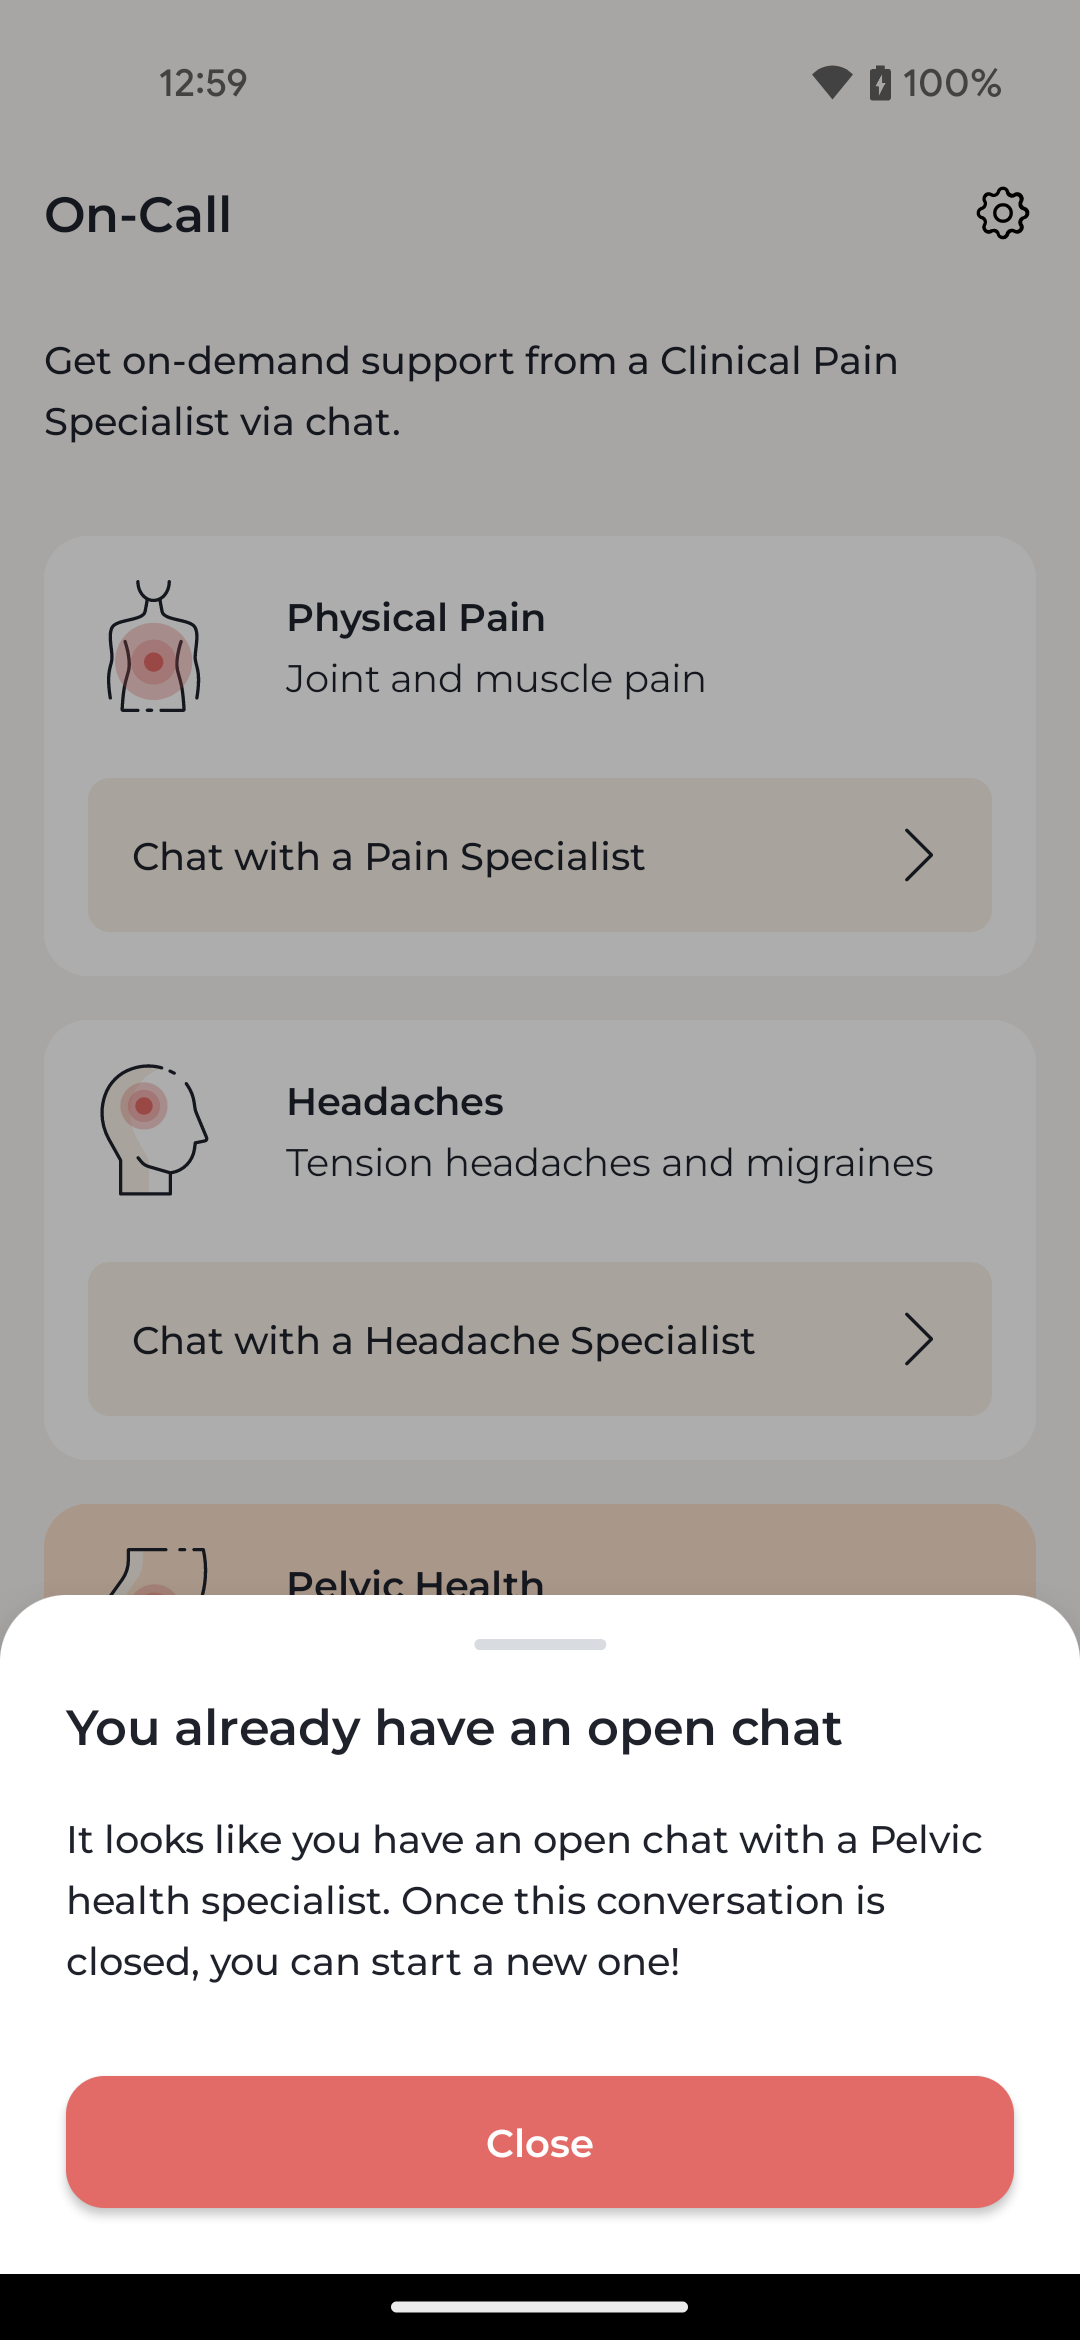 12:59
100%
On-Call
Get on-demand support from a Clinical Pain
Specialist via chat.
Physical Pain
Joint and muscle pain
Chat with a Pain Specialist
Headaches
Tension headaches and migraines
Chat with a Headache Specialist
Pelvic Health
You already have an open chat
It looks like you have an open chat with a Pelvic
health specialist. Once this conversation is
closed, you can start a new one!
Close